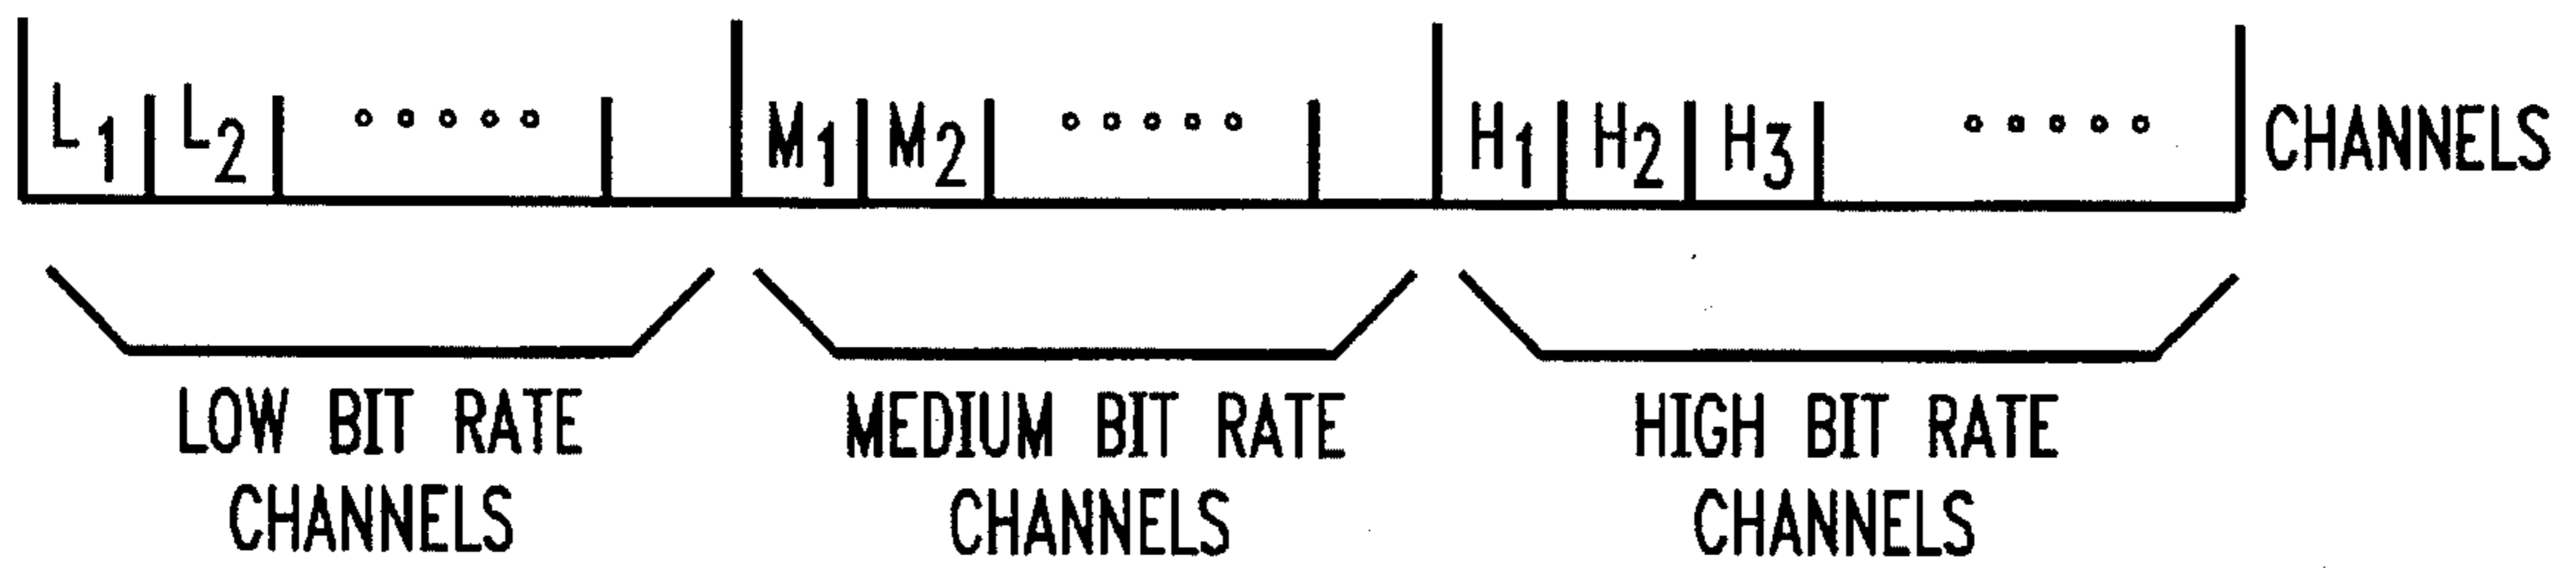 L1 L2 ∘∘∘∘∘ M1 M2 ∘∘∘∘∘ H1 H2 H3 ∘∘∘∘∘ CHANNELS
LOW BIT RATE CHANNELS
MEDIUM BIT RATE CHANNELS
HIGH BIT RATE CHANNELS